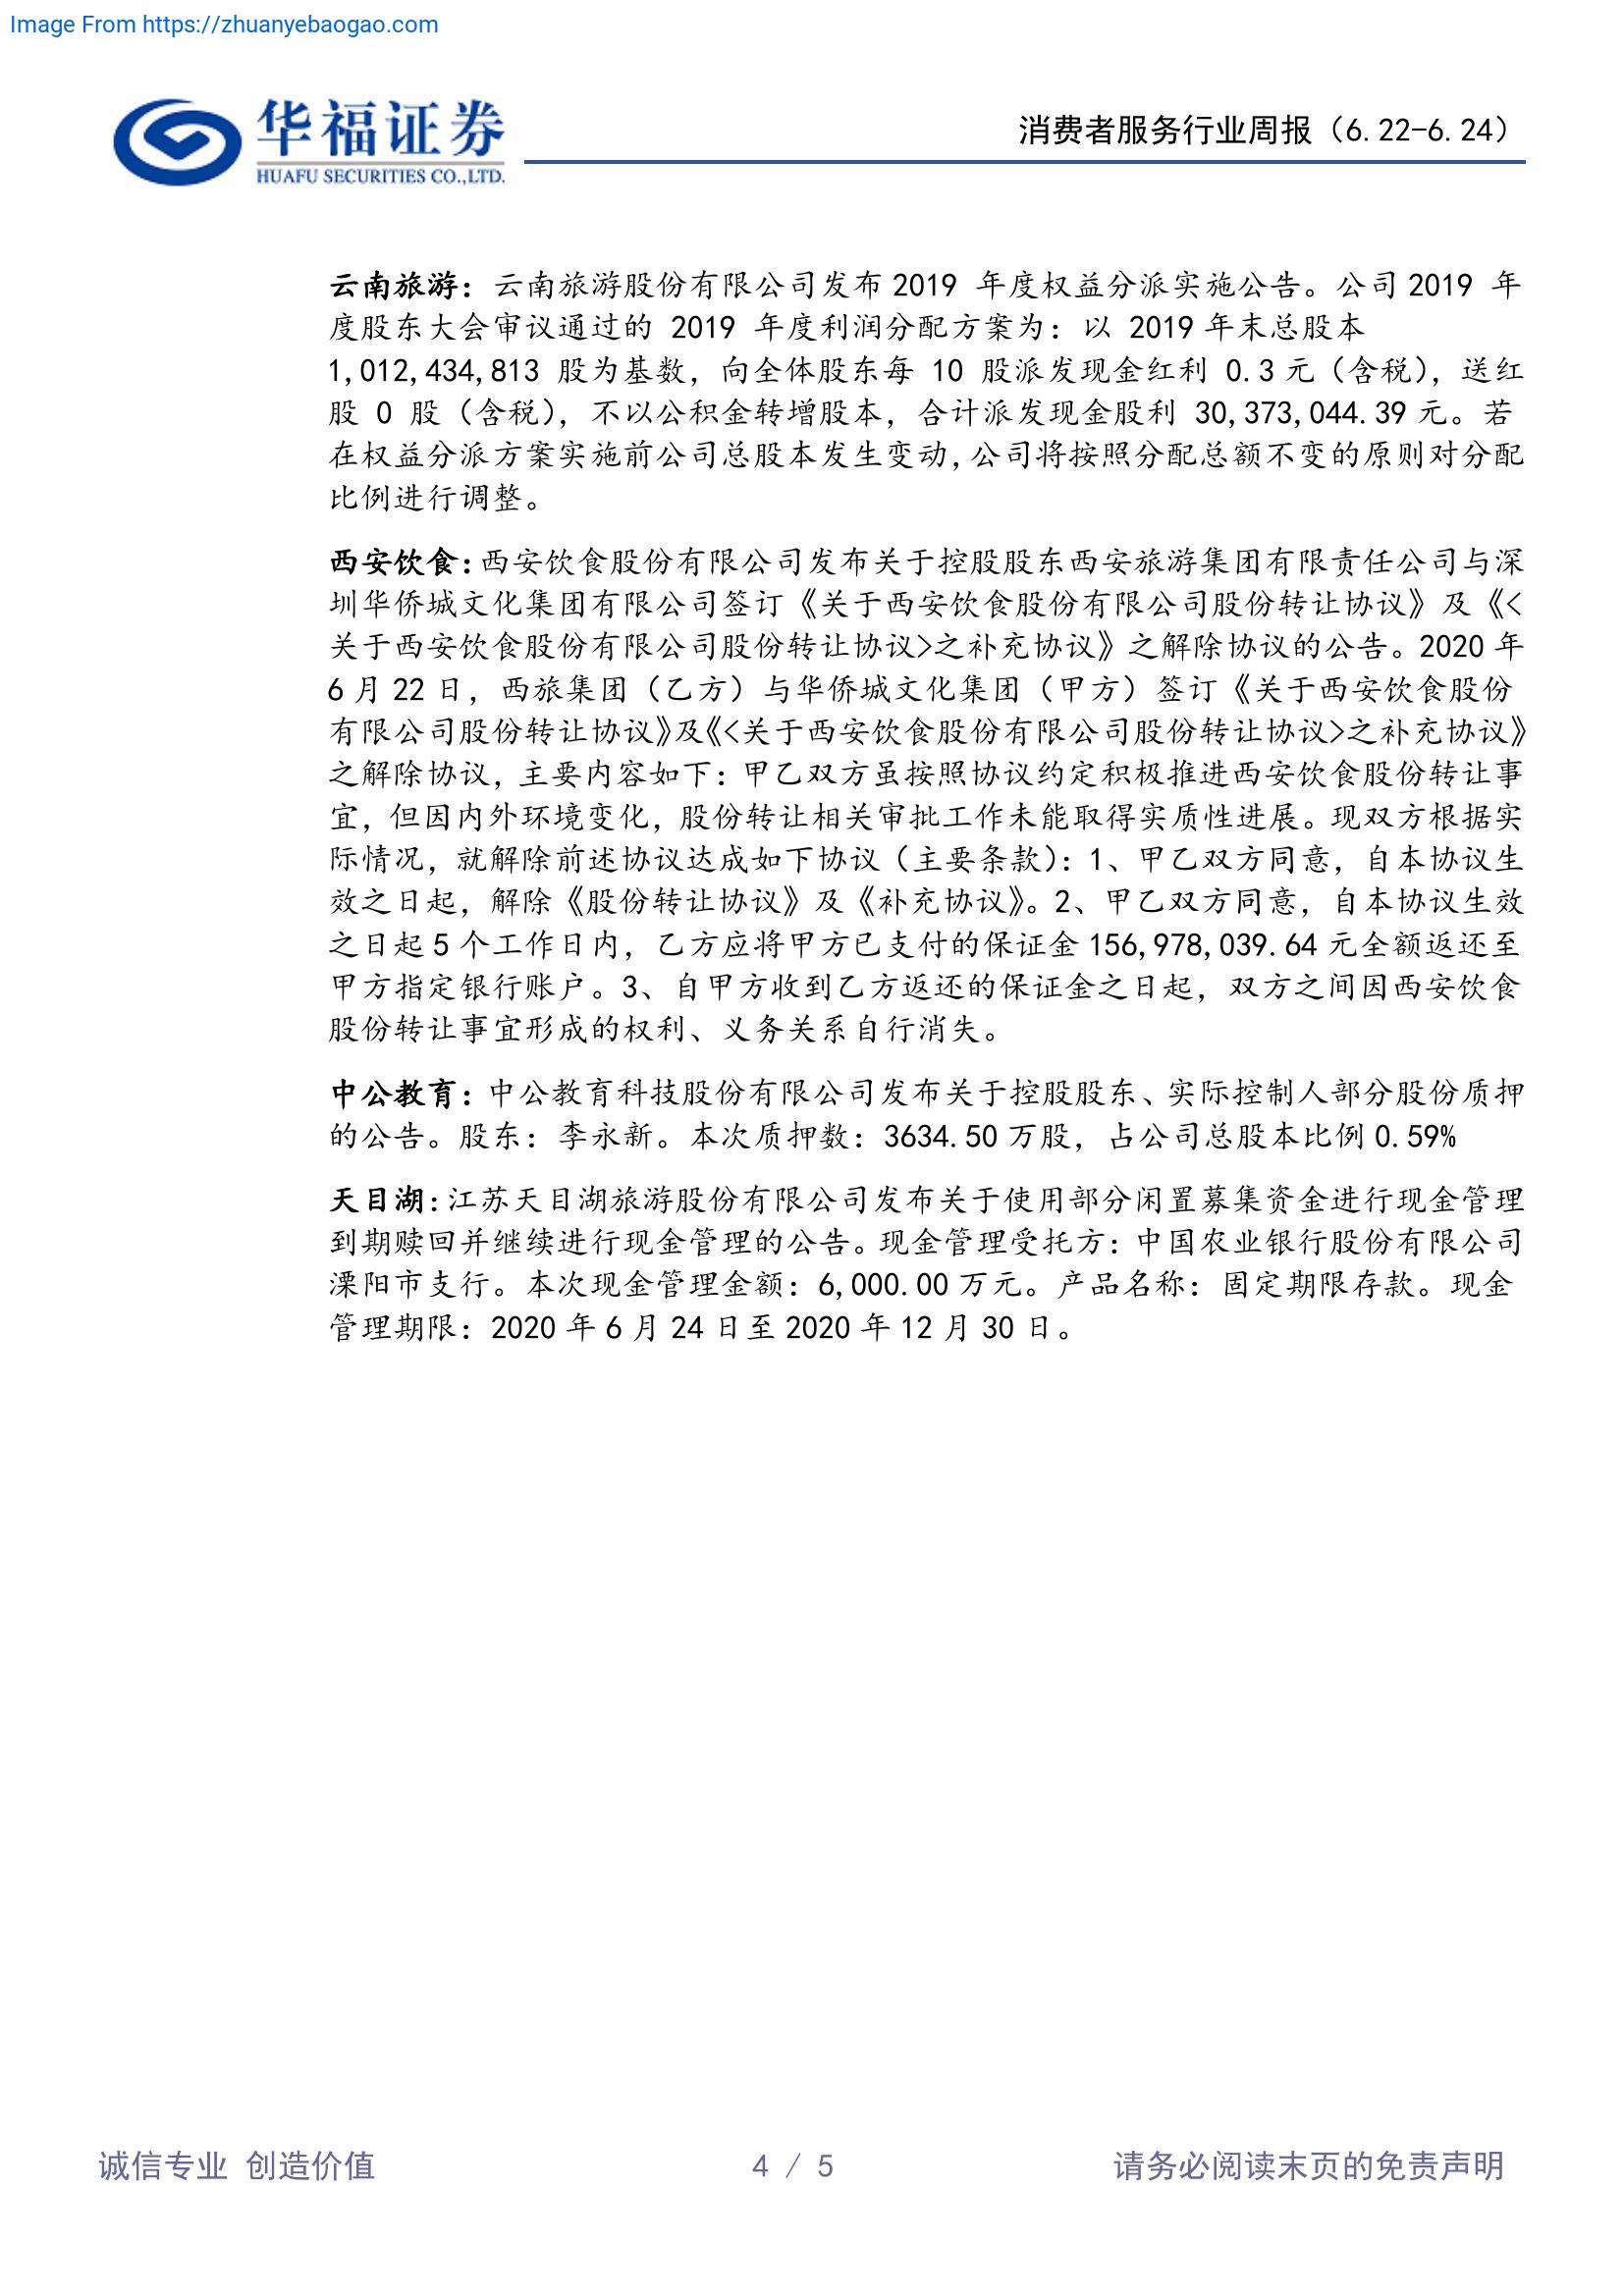 Image From https://zhuanyebaogao.com
华福证券
HUAFU SECURITIES CO.,LTD.
消费者服务行业周报（6.22-6.24）
云南旅游：云南旅游股份有限公司发布2019 年度权益分派实施公告。公司2019 年
度股东大会审议通过的 2019 年度利润分配方案为：以 2019年末总股本
1,012,434,813 股为基数，向全体股东每 10 股派发现金红利 0.3元（含税），送红
股 0 股（含税），不以公积金转增股本，合计派发现金股利 30,373,044.39元。若
在权益分派方案实施前公司总股本发生变动,公司将按照分配总额不变的原则对分配
比例进行调整。
西安饮食：西安饮食股份有限公司发布关于控股股东西安旅游集团有限责任公司与深
圳华侨城文化集团有限公司签订《关于西安饮食股份有限公司股份转让协议》及《<
关于西安饮食股份有限公司股份转让协议>之补充协议》之解除协议的公告。2020年
6月22日，西旅集团（乙方）与华侨城文化集团（甲方）签订《关于西安饮食股份
有限公司股份转让协议》及《<关于西安饮食股份有限公司股份转让协议>之补充协议》
之解除协议，主要内容如下：甲乙双方虽按照协议约定积极推进西安饮食股份转让事
宜，但因内外环境变化，股份转让相关审批工作未能取得实质性进展。现双方根据实
际情况，就解除前述协议达成如下协议（主要条款）：1、甲乙双方同意，自本协议生
效之日起，解除《股份转让协议》及《补充协议》。2、甲乙双方同意，自本协议生效
之日起5个工作日内，乙方应将甲方已支付的保证金156,978,039.64元全额返还至
甲方指定银行账户。3、自甲方收到乙方返还的保证金之日起，双方之间因西安饮食
股份转让事宜形成的权利、义务关系自行消失。
中公教育：中公教育科技股份有限公司发布关于控股股东、实际控制人部分股份质押
的公告。股东：李永新。本次质押数：3634.50万股，占公司总股本比例0.59%
天目湖：江苏天目湖旅游股份有限公司发布关于使用部分闲置募集资金进行现金管理
到期赎回并继续进行现金管理的公告。现金管理受托方：中国农业银行股份有限公司
溧阳市支行。本次现金管理金额：6,000.00万元。产品名称：固定期限存款。现金
管理期限：2020年6月24日至2020年12月30日。
诚信专业 创造价值
4 / 5
请务必阅读末页的免责声明